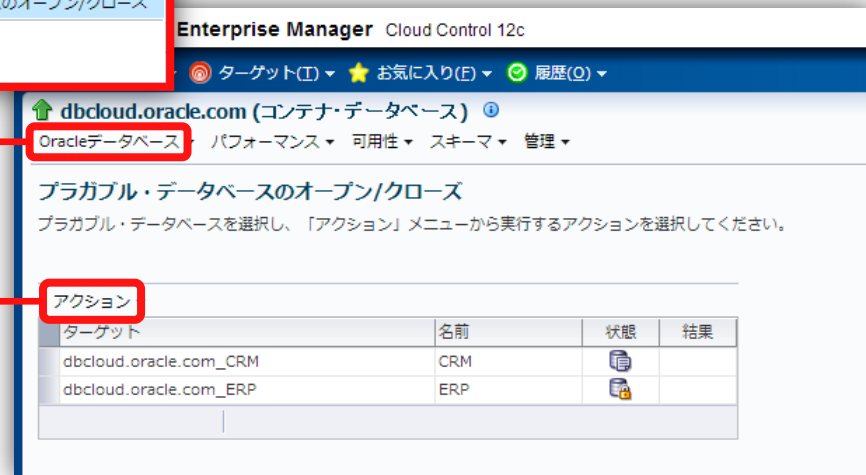 のオープン/クローズ
Enterprise Manager Cloud Control 12c
ターゲット(T) お気に入り(F) 履歴(O)
dbcloud.oracle.com (コンテナ・データベース)
Oracleデータベース パフォーマンス 可用性 スキーマ 管理
プラガブル・データベースのオープン/クローズ
プラガブル・データベースを選択し、「アクション」メニューから実行するアクションを選択してください。
アクション
ターゲット 名前 状態 結果
dbcloud.oracle.com_CRM CRM
dbcloud.oracle.com_ERP ERP